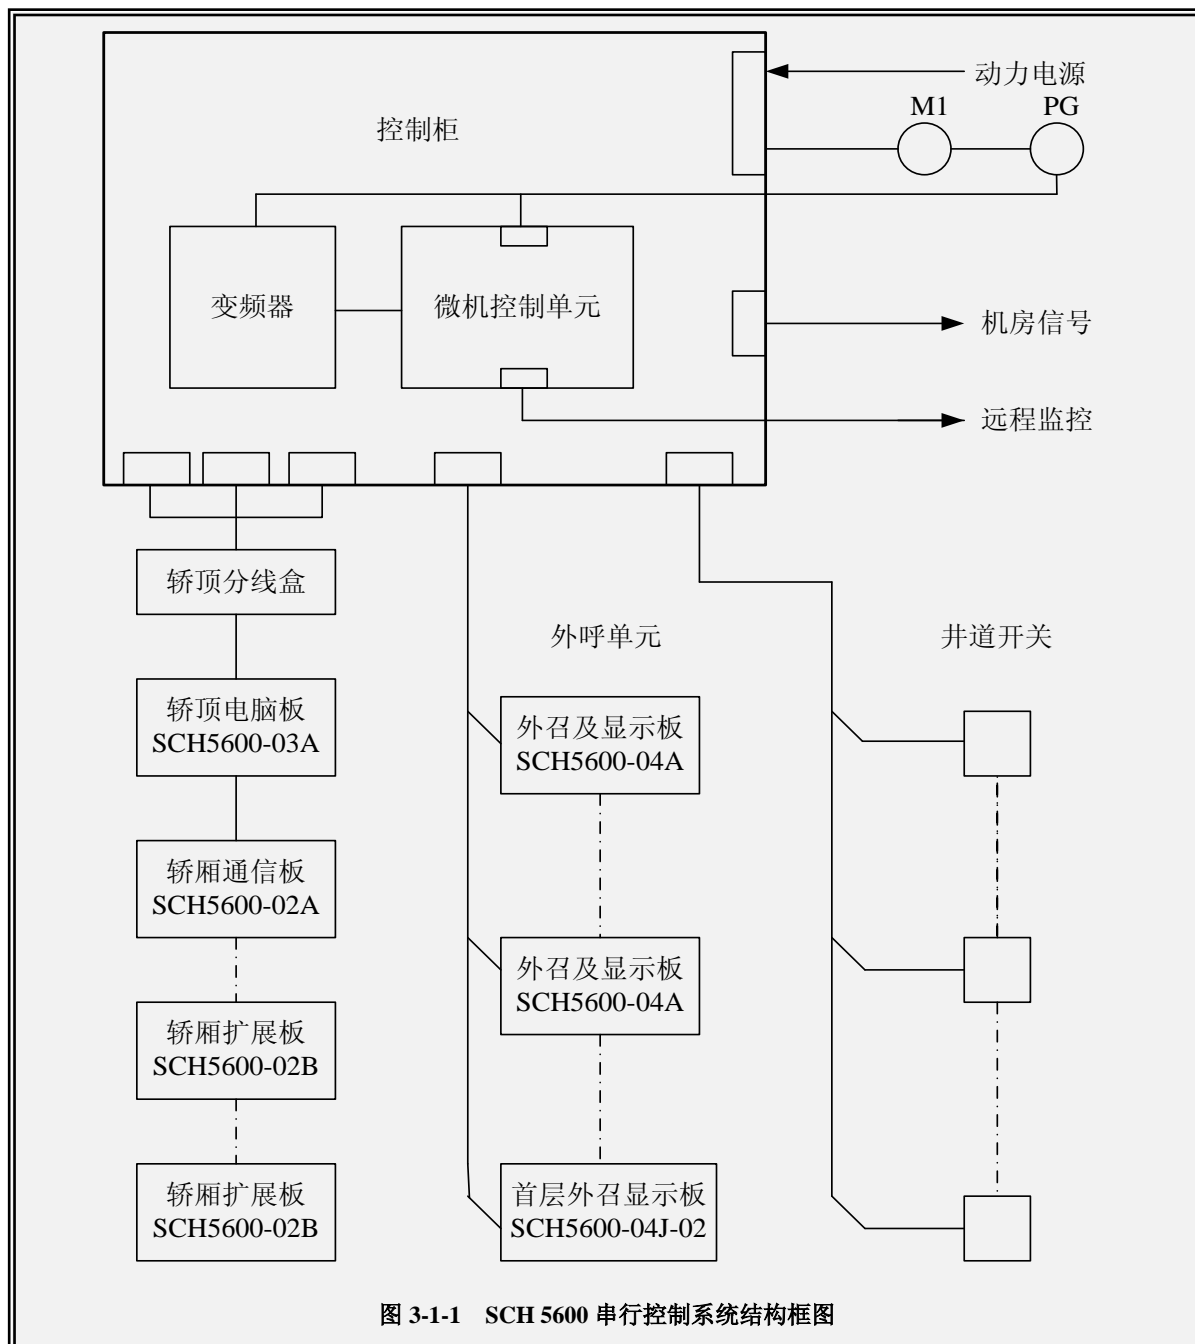 动力电源
M1
PG
控制柜
变频器
微机控制单元
机房信号
远程监控
轿顶分线盒
外呼单元
井道开关
轿顶电脑板
SCH5600-03A
外召及显示板
SCH5600-04A
轿厢通信板
SCH5600-02A
外召及显示板
SCH5600-04A
轿厢扩展板
SCH5600-02B
轿厢扩展板
SCH5600-02B
首层外召显示板
SCH5600-04J-02
图 3-1-1 SCH 5600 串行控制系统结构框图